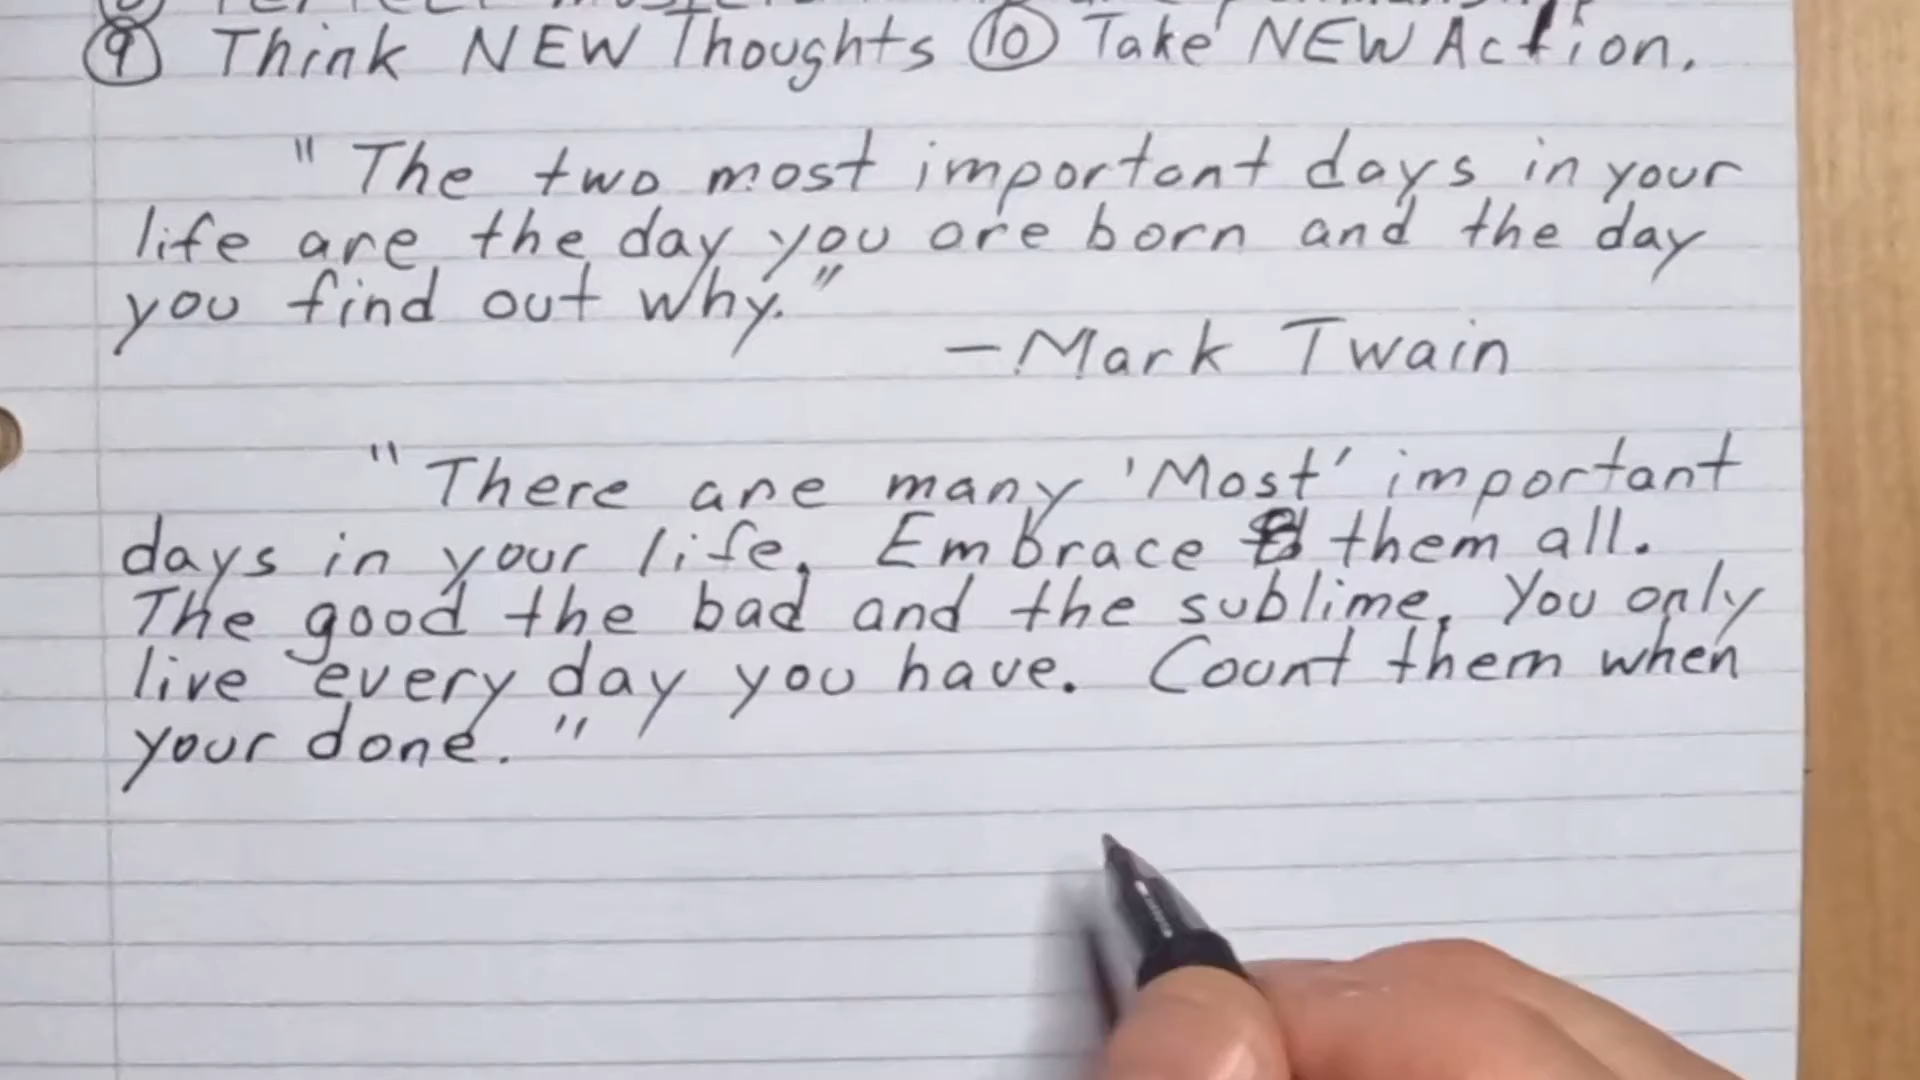 ⑨ Think NEW Thoughts ⑩ Take NEW Action.
" The two most important days in your
life are the day you are born and the day
you find out why."
- Mark Twain
"There are many 'Most' important
days in your life. Embrace them all.
The good the bad and the sublime. You only
live every day you have. Count them when
your done."